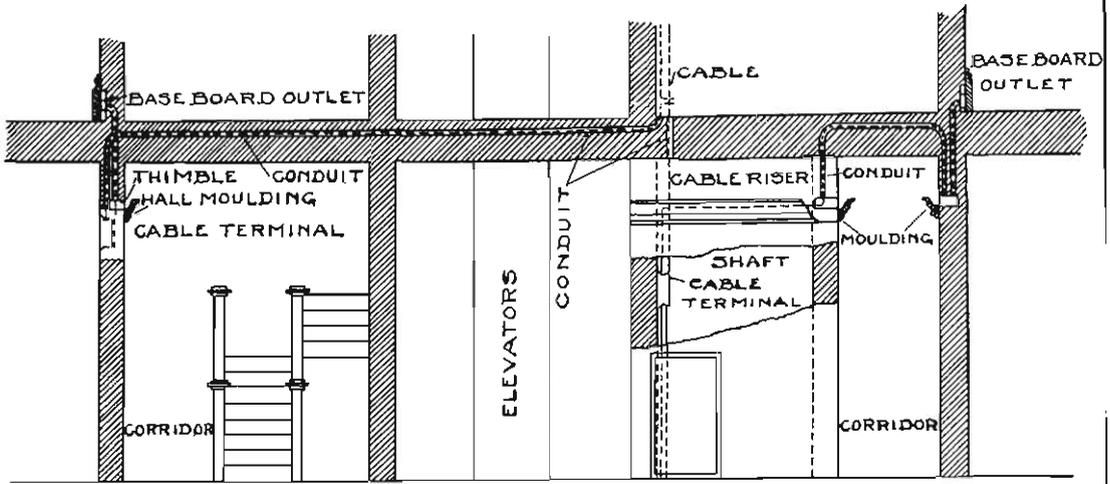 BASE BOARD
OUTLET
CABLE
BASE BOARD OUTLET
THIMBLE
CONDUIT
HALL MOULDING
CABLE TERMINAL
CONDUIT
CABLE RISER
CONDUIT
MOULDING
SHAFT
CABLE
TERMINAL
ELEVATORS
CORRIDOR
CORRIDOR